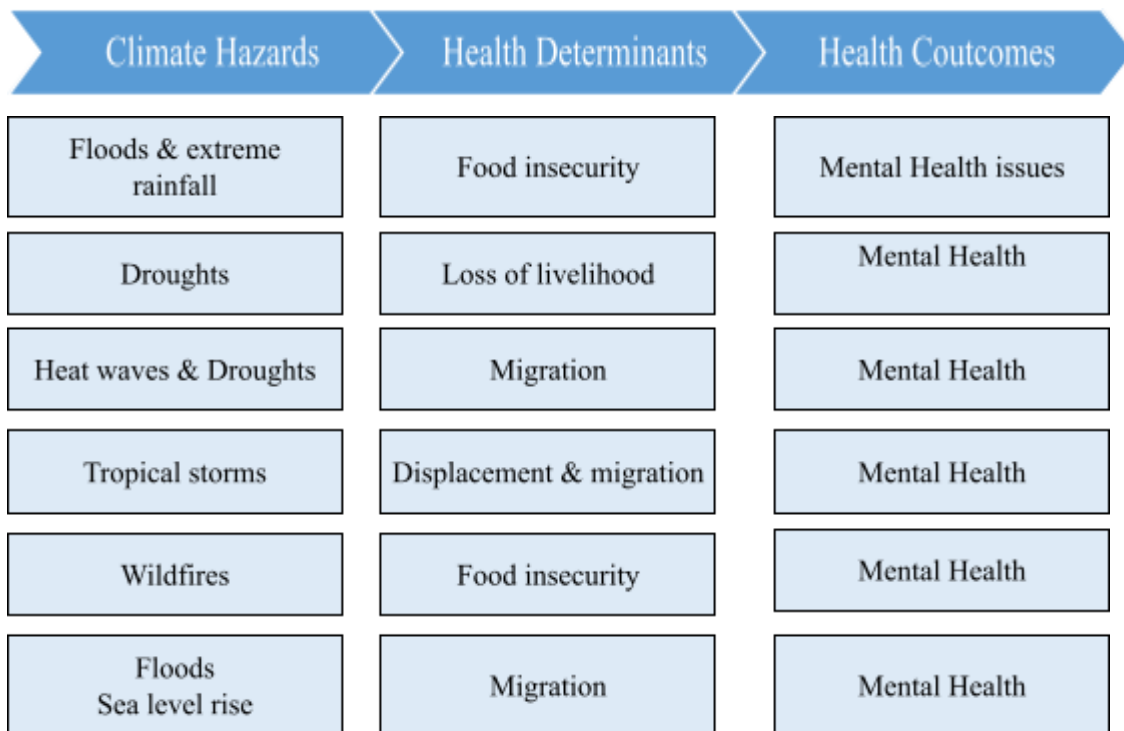 Climate Hazards
Health Determinants
Health Coutcomes
Floods & extreme
rainfall
Food insecurity
Mental Health issues
Droughts
Loss of livelihood
Mental Health
Heat waves & Droughts
Migration
Mental Health
Tropical storms
Displacement & migration
Mental Health
Wildfires
Food insecurity
Mental Health
Floods
Sea level rise
Migration
Mental Health